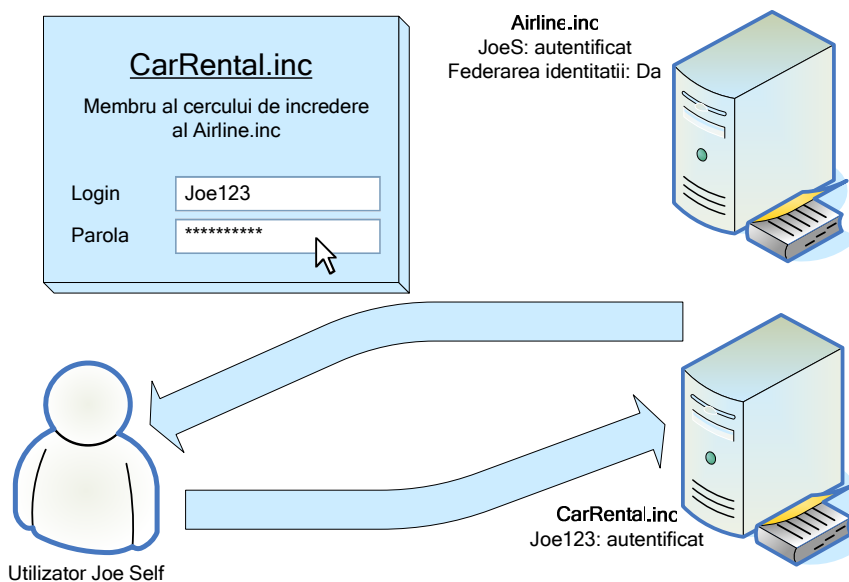 CarRental.inc
Membru al cercului de incredere
al Airline.inc
Login
Joe123
Parola
**********
Airline.inc
JoeS: autentificat
Federarea identitatii: Da
CarRental.inc
Joe123: autentificat
Utilizator Joe Self